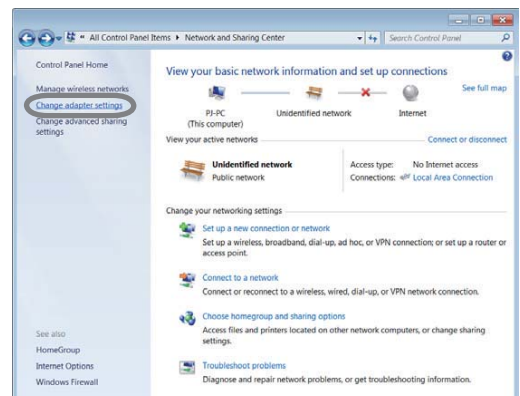 « All Control Panel Items ▸ Network and Sharing Center
Search Control Panel
Control Panel Home
Manage wireless networks
Change adapter settings
Change advanced sharing
settings
See also
HomeGroup
Internet Options
Windows Firewall
View your basic network information and set up connections
See full map
PJ-PC
(This computer)
Unidentified network
Internet
View your active networks
Connect or disconnect
Unidentified network
Public network
Access type: No Internet access
Connections: Local Area Connection
Change your networking settings
Set up a new connection or network
Set up a wireless, broadband, dial-up, ad hoc, or VPN connection; or set up a router or
access point.
Connect to a network
Connect or reconnect to a wireless, wired, dial-up, or VPN network connection.
Choose homegroup and sharing options
Access files and printers located on other network computers, or change sharing
settings.
Troubleshoot problems
Diagnose and repair network problems, or get troubleshooting information.